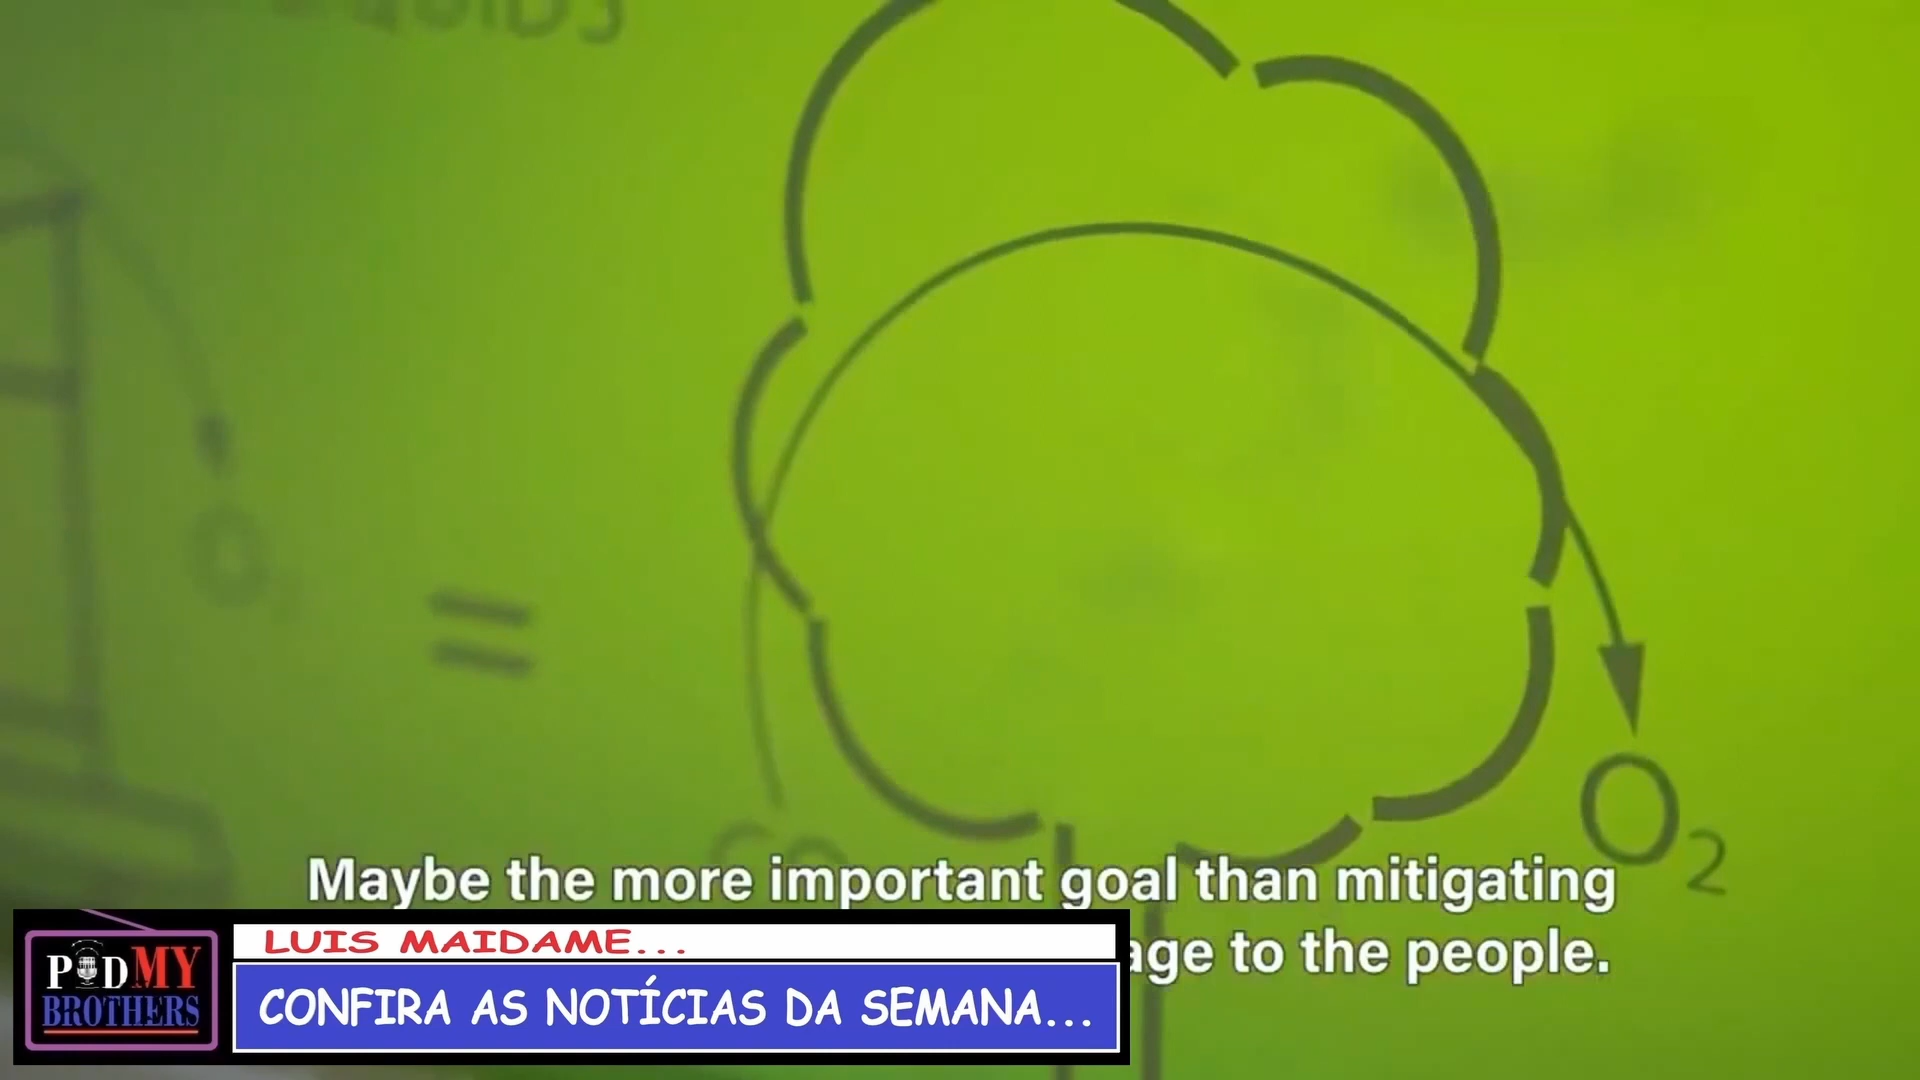 =
O2
CO
Maybe the more important goal than mitigating
age to the people.
LUIS MAIDAME...
PODMY
BROTHERS
CONFIRA AS NOTÍCIAS DA SEMANA...